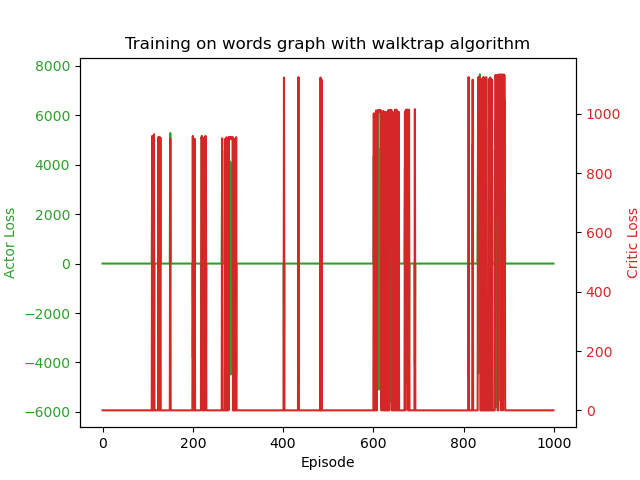 Training on words graph with walktrap algorithm
8000
6000
4000
2000
0
−2000
−4000
−6000
Actor Loss
1000
800
600
400
200
0
Critic Loss
0 200 400 600 800 1000
Episode